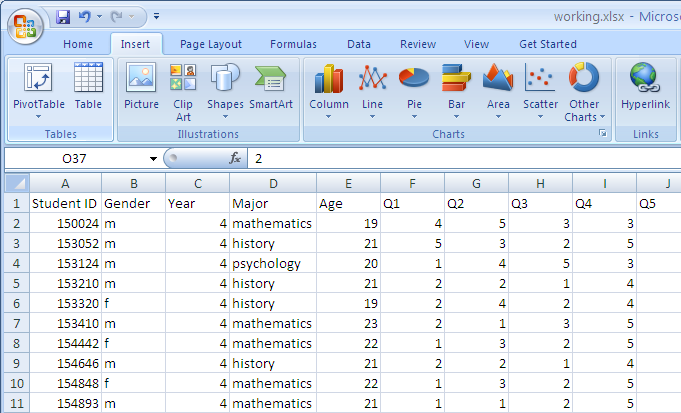 working.xlsx - Micros
Home Insert Page Layout Formulas Data Review View Get Started
PivotTable Table Picture Clip Art Shapes SmartArt Column Line Pie Bar Area Scatter Other Charts Hyperlink
Tables Illustrations Charts Links
O37 fx 2
A B C D E F G H I J
1 Student ID Gender Year Major Age Q1 Q2 Q3 Q4 Q5
2 150024 m 4 mathematics 19 4 5 3 3
3 153052 m 4 history 21 5 3 2 5
4 153124 m 4 psychology 20 1 4 5 3
5 153210 m 4 history 21 2 2 1 4
6 153320 f 4 history 19 2 4 2 4
7 153410 m 4 mathematics 23 2 1 3 5
8 154442 f 4 mathematics 22 1 3 2 5
9 154646 m 4 history 21 2 2 1 4
10 154848 f 4 mathematics 22 1 3 2 5
11 154893 m 4 mathematics 21 1 1 2 5